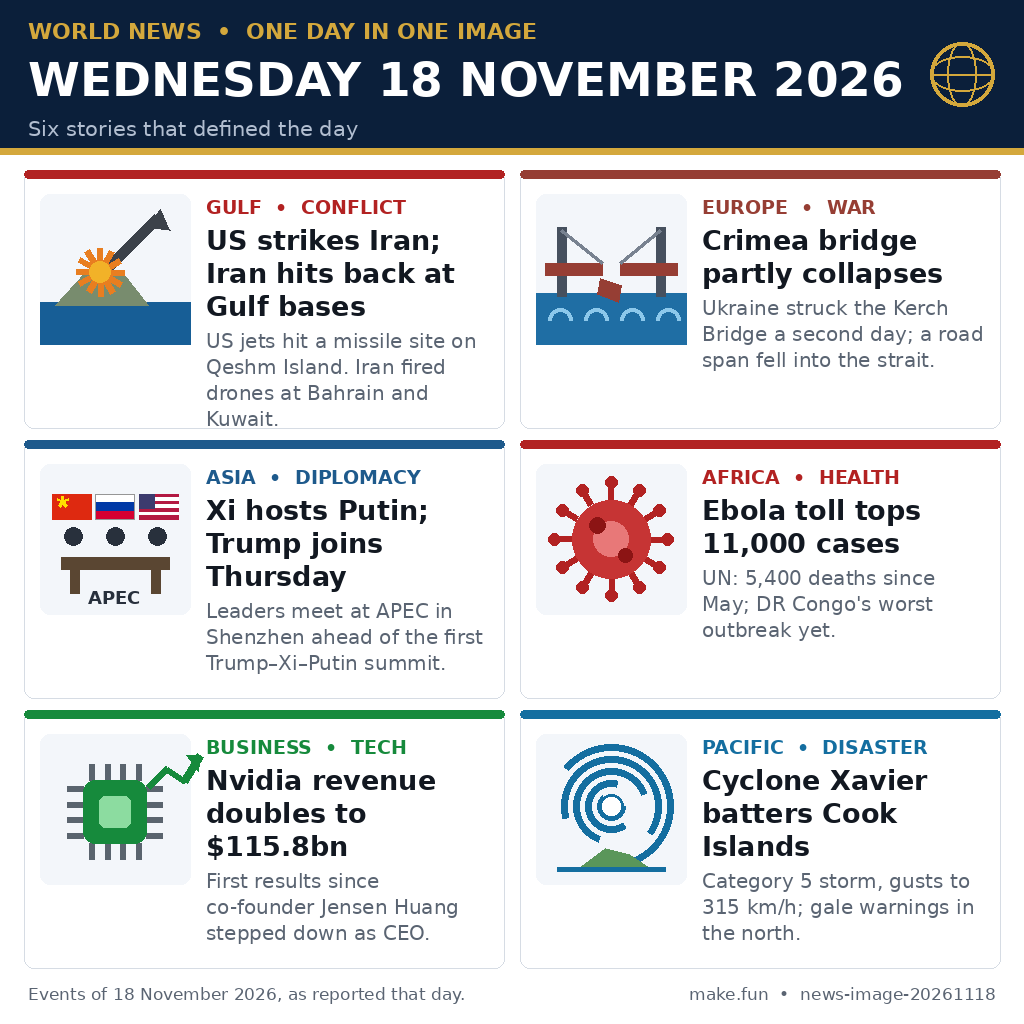 WORLD NEWS • ONE DAY IN ONE IMAGE
WEDNESDAY 18 NOVEMBER 2026
Six stories that defined the day
GULF • CONFLICT
US strikes Iran;
Iran hits back at
Gulf bases
US jets hit a missile site on
Qeshm Island. Iran fired
drones at Bahrain and
Kuwait.
EUROPE • WAR
Crimea bridge
partly collapses
Ukraine struck the Kerch
Bridge a second day; a road
span fell into the strait.
APEC
ASIA • DIPLOMACY
Xi hosts Putin;
Trump joins
Thursday
Leaders meet at APEC in
Shenzhen ahead of the first
Trump–Xi–Putin summit.
AFRICA • HEALTH
Ebola toll tops
11,000 cases
UN: 5,400 deaths since
May; DR Congo's worst
outbreak yet.
BUSINESS • TECH
Nvidia revenue
doubles to
$115.8bn
First results since
co-founder Jensen Huang
stepped down as CEO.
PACIFIC • DISASTER
Cyclone Xavier
batters Cook
Islands
Category 5 storm, gusts to
315 km/h; gale warnings in
the north.
Events of 18 November 2026, as reported that day.
make.fun • news-image-20261118